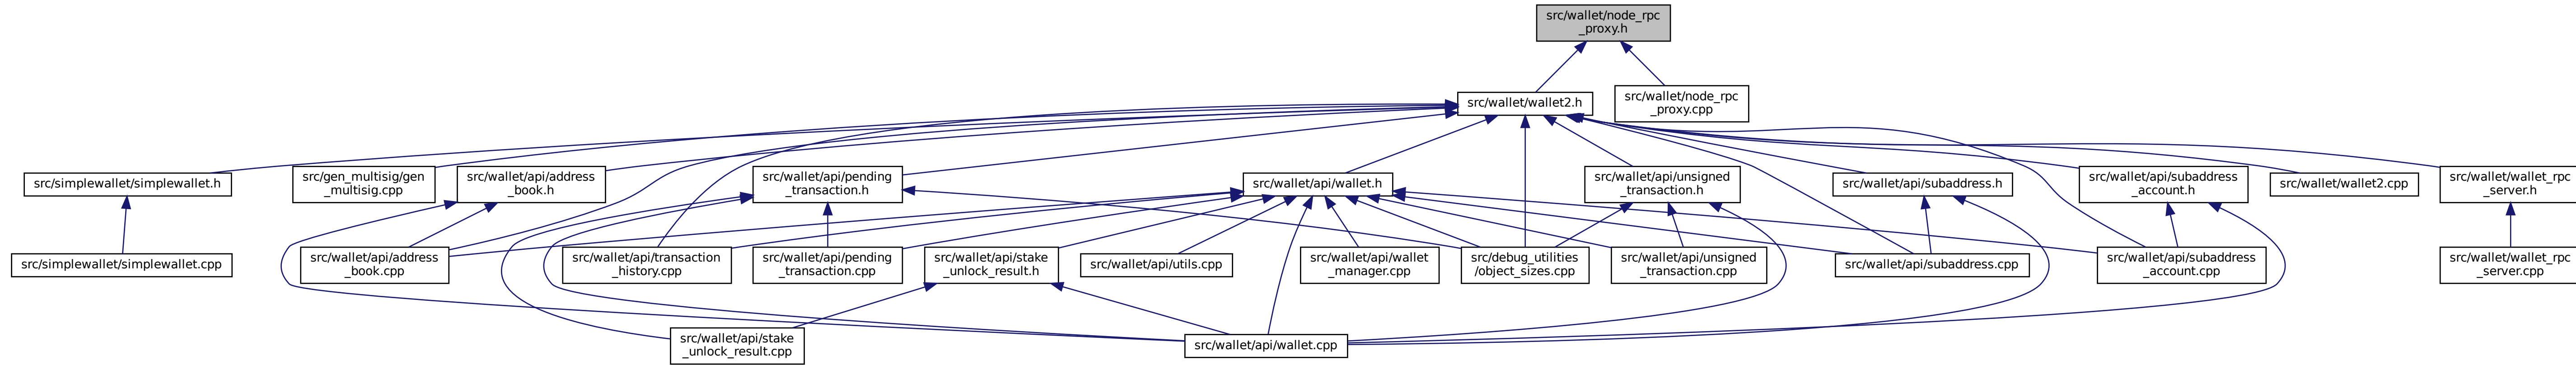 src/wallet/node_rpc
_proxy.h
src/wallet/wallet2.h
src/wallet/node_rpc
_proxy.cpp
src/simplewallet/simplewallet.h
src/gen_multisig/gen
_multisig.cpp
src/wallet/api/address
_book.h
src/wallet/api/pending
_transaction.h
src/wallet/api/wallet.h
src/wallet/api/unsigned
_transaction.h
src/wallet/api/subaddress.h
src/wallet/api/subaddress
_account.h
src/wallet/wallet2.cpp
src/wallet/wallet_rpc
_server.h
src/simplewallet/simplewallet.cpp
src/wallet/api/address
_book.cpp
src/wallet/api/transaction
_history.cpp
src/wallet/api/pending
_transaction.cpp
src/wallet/api/stake
_unlock_result.h
src/wallet/api/utils.cpp
src/wallet/api/wallet
_manager.cpp
src/debug_utilities
/object_sizes.cpp
src/wallet/api/unsigned
_transaction.cpp
src/wallet/api/subaddress.cpp
src/wallet/api/subaddress
_account.cpp
src/wallet/wallet_rpc
_server.cpp
src/wallet/api/stake
_unlock_result.cpp
src/wallet/api/wallet.cpp